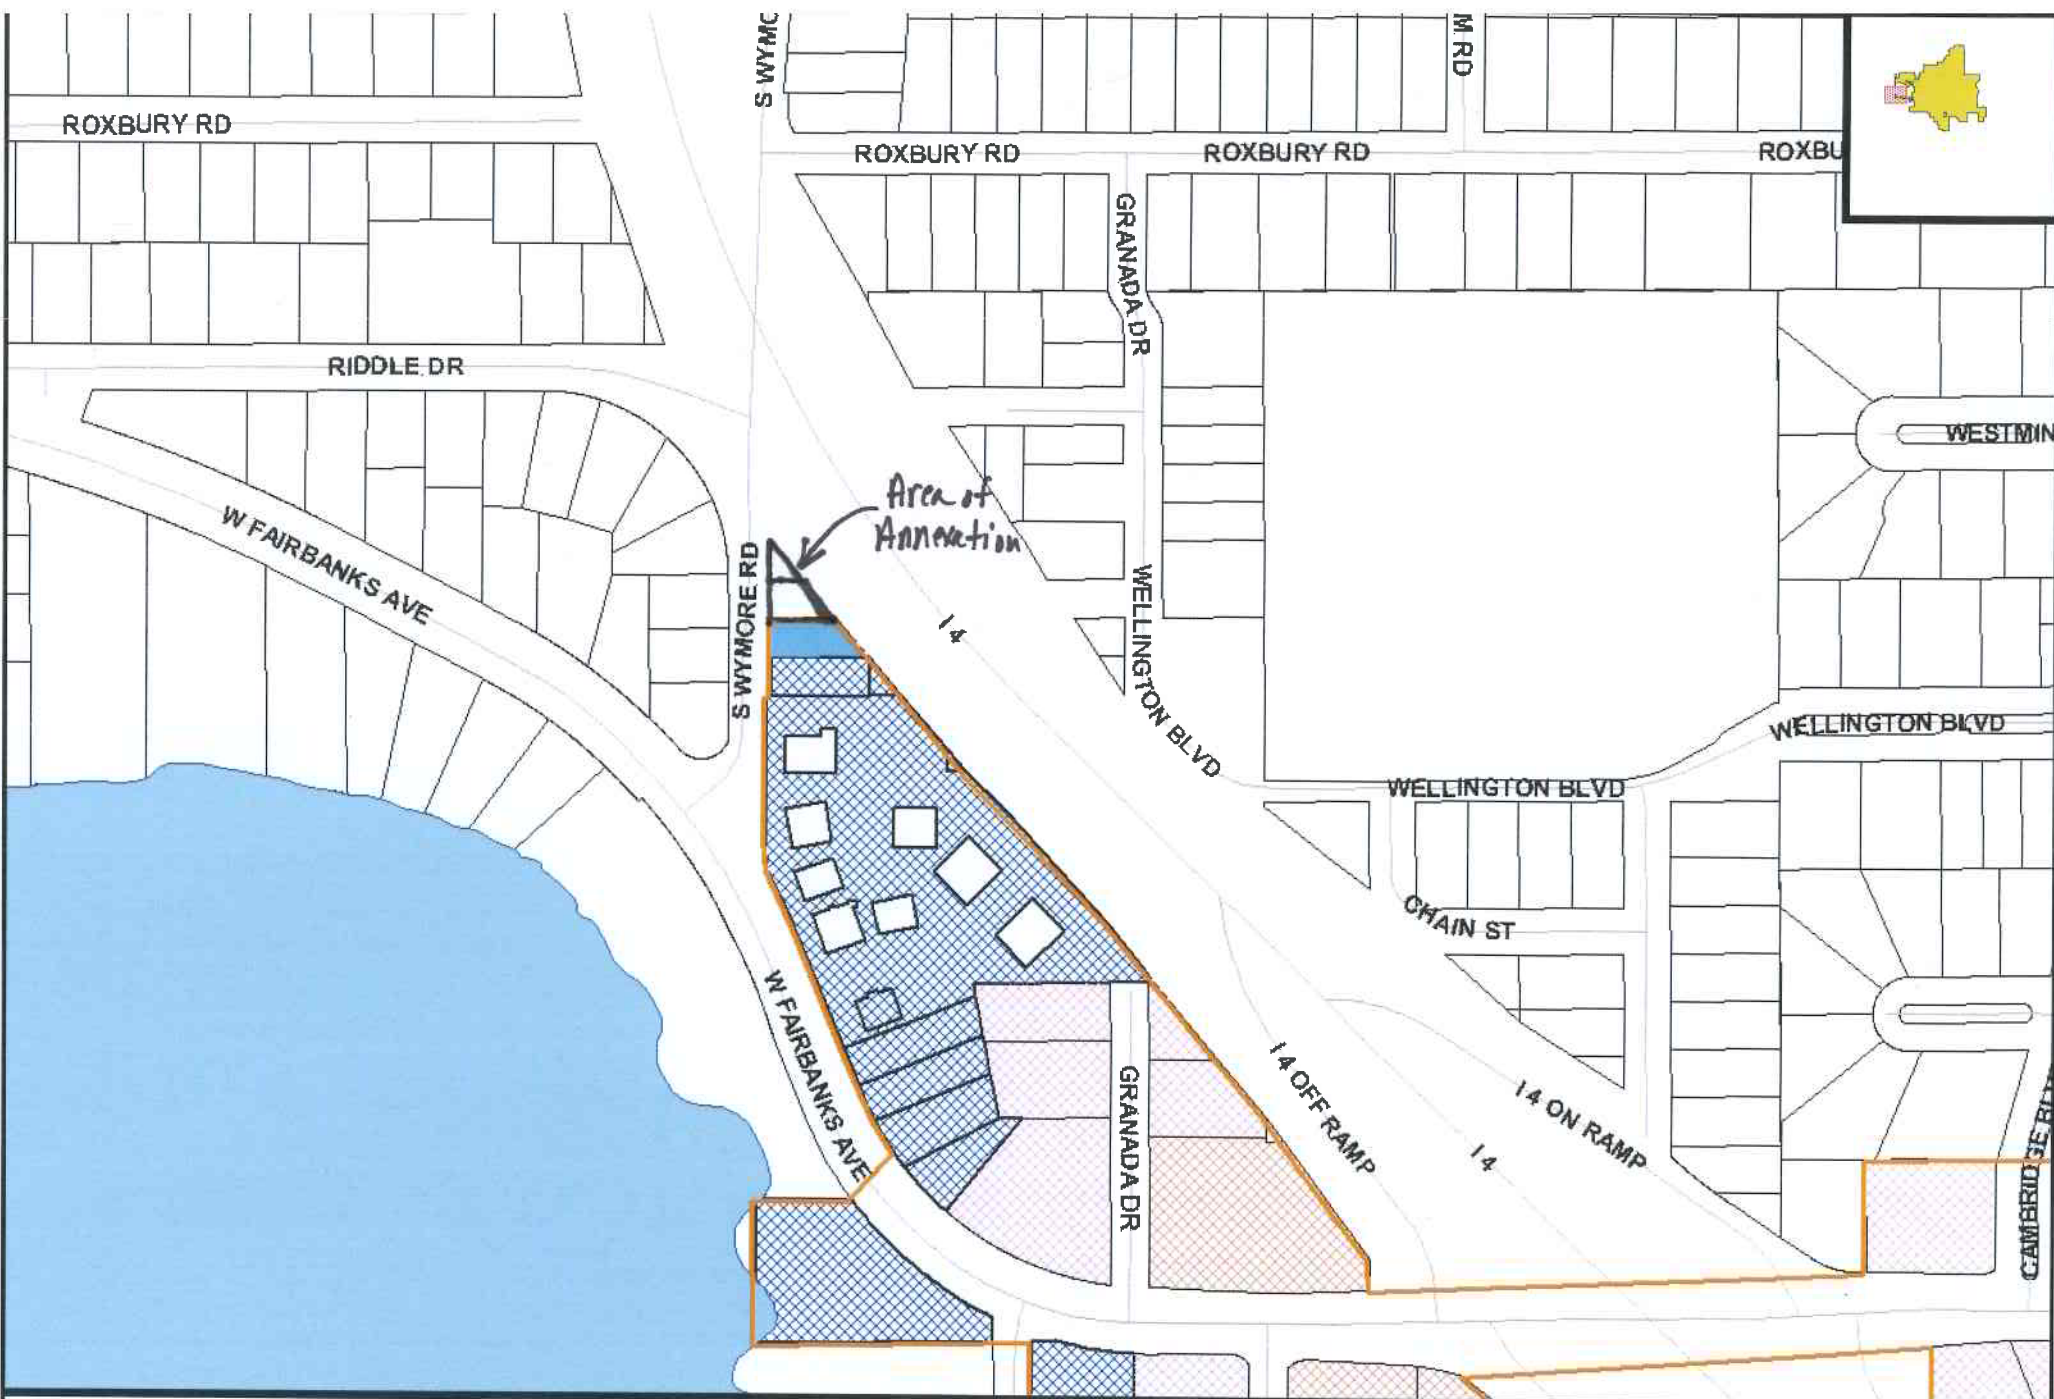 S WYMO
M RD
ROXBURY RD
ROXBURY RD
ROXBURY RD
ROXBU
GRANADA DR
RIDDLE DR
WESTMIN
Area of
Annexation
W FAIRBANKS AVE
S WYMORE RD
I 4
WELLINGTON BLVD
WELLINGTON BLVD
WELLINGTON BLVD
CHAIN ST
W FAIRBANKS AVE
GRANADA DR
I 4 OFF RAMP
I 4 ON RAMP
I 4
CAMBRIDGE BLVD